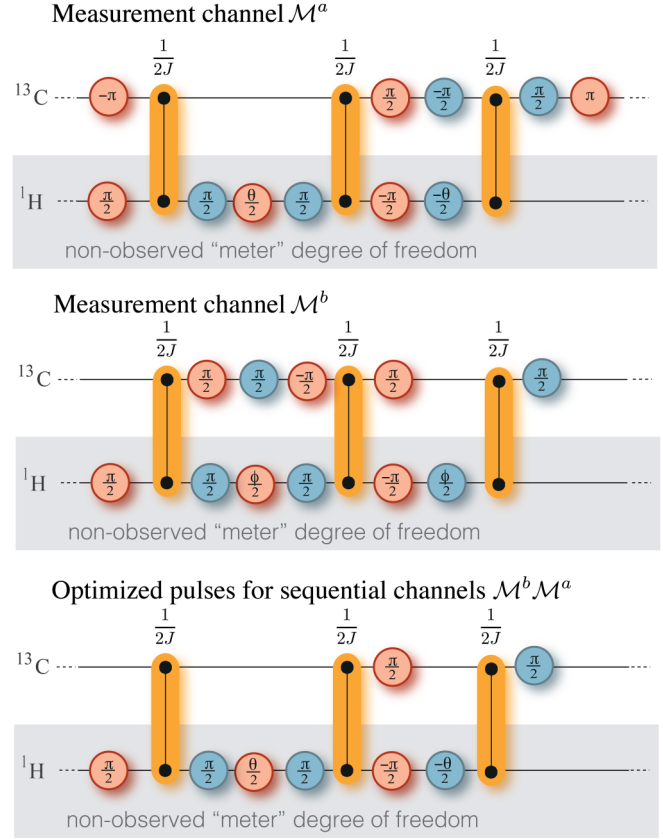 Measurement channel 𝓜ᵃ
1/2J 1/2J 1/2J
¹³C −π π/2 −π/2 π/2 π
¹H π/2 π/2 θ/2 π/2 −π/2 −θ/2
non-observed “meter” degree of freedom
Measurement channel 𝓜ᵇ
1/2J 1/2J 1/2J
¹³C π/2 π/2 −π/2 π/2 π/2
¹H π/2 π/2 ϕ/2 π/2 −π/2 ϕ/2
non-observed “meter” degree of freedom
Optimized pulses for sequential channels 𝓜ᵇ𝓜ᵃ
1/2J 1/2J 1/2J
¹³C π/2 π/2
¹H π/2 π/2 θ/2 π/2 −π/2 −θ/2
non-observed “meter” degree of freedom